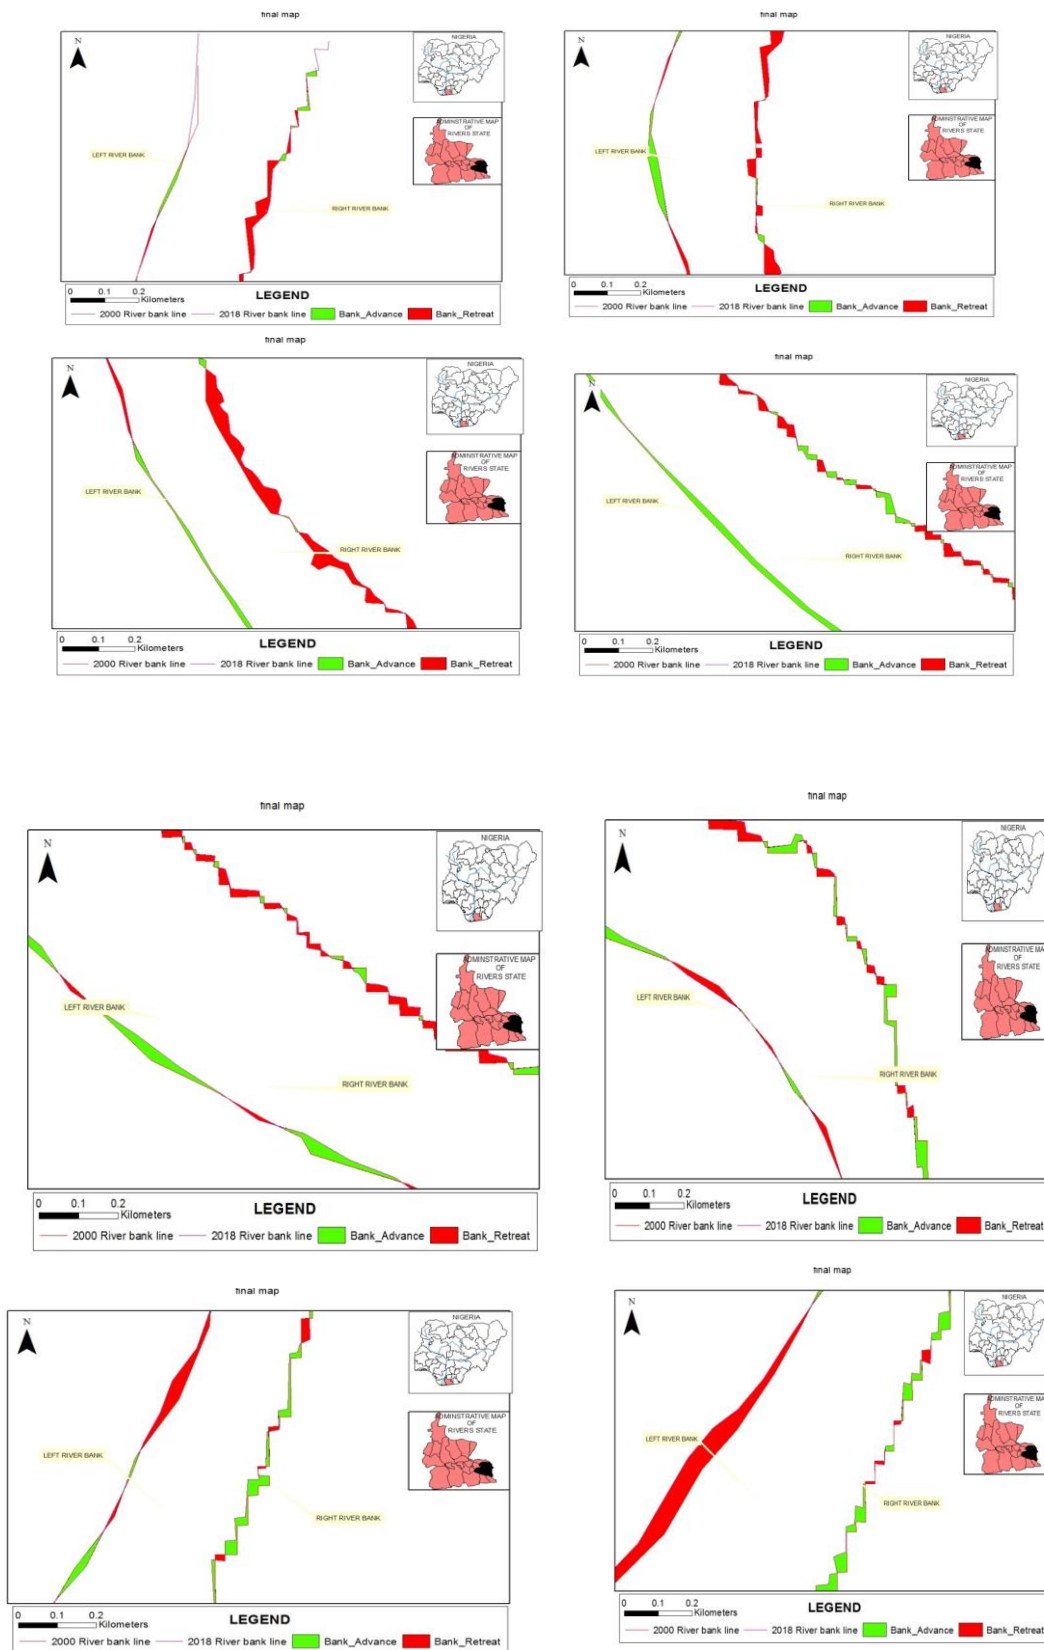 final map
N
NIGERIA
ADMINSTRATIVE MAP
OF
RIVERS STATE
LEFT RIVER BANK
RIGHT RIVER BANK
0 0.1 0.2
Kilometers
LEGEND
2000 River bank line 2018 River bank line Bank_Advance Bank_Retreat
final map
N
NIGERIA
ADMINSTRATIVE MAP
OF
RIVERS STATE
LEFT RIVER BANK
RIGHT RIVER BANK
0 0.1 0.2
Kilometers
LEGEND
2000 River bank line 2018 River bank line Bank_Advance Bank_Retreat
final map
N
NIGERIA
ADMINSTRATIVE MAP
OF
RIVERS STATE
LEFT RIVER BANK
RIGHT RIVER BANK
0 0.1 0.2
Kilometers
LEGEND
2000 River bank line 2018 River bank line Bank_Advance Bank_Retreat
final map
N
NIGERIA
ADMINSTRATIVE MAP
OF
RIVERS STATE
LEFT RIVER BANK
RIGHT RIVER BANK
0 0.1 0.2
Kilometers
LEGEND
2000 River bank line 2018 River bank line Bank_Advance Bank_Retreat
final map
N
NIGERIA
ADMINSTRATIVE MAP
OF
RIVERS STATE
LEFT RIVER BANK
RIGHT RIVER BANK
0 0.1 0.2
Kilometers
LEGEND
2000 River bank line 2018 River bank line Bank_Advance Bank_Retreat
final map
N
NIGERIA
ADMINSTRATIVE MAP
OF
RIVERS STATE
LEFT RIVER BANK
RIGHT RIVER BANK
0 0.1 0.2
Kilometers
LEGEND
2000 River bank line 2018 River bank line Bank_Advance Bank_Retreat
final map
N
NIGERIA
ADMINSTRATIVE MAP
OF
RIVERS STATE
LEFT RIVER BANK
RIGHT RIVER BANK
0 0.1 0.2
Kilometers
LEGEND
2000 River bank line 2018 River bank line Bank_Advance Bank_Retreat
final map
N
NIGERIA
ADMINSTRATIVE MAP
OF
RIVERS STATE
LEFT RIVER BANK
RIGHT RIVER BANK
0 0.1 0.2
Kilometers
LEGEND
2000 River bank line 2018 River bank line Bank_Advance Bank_Retreat